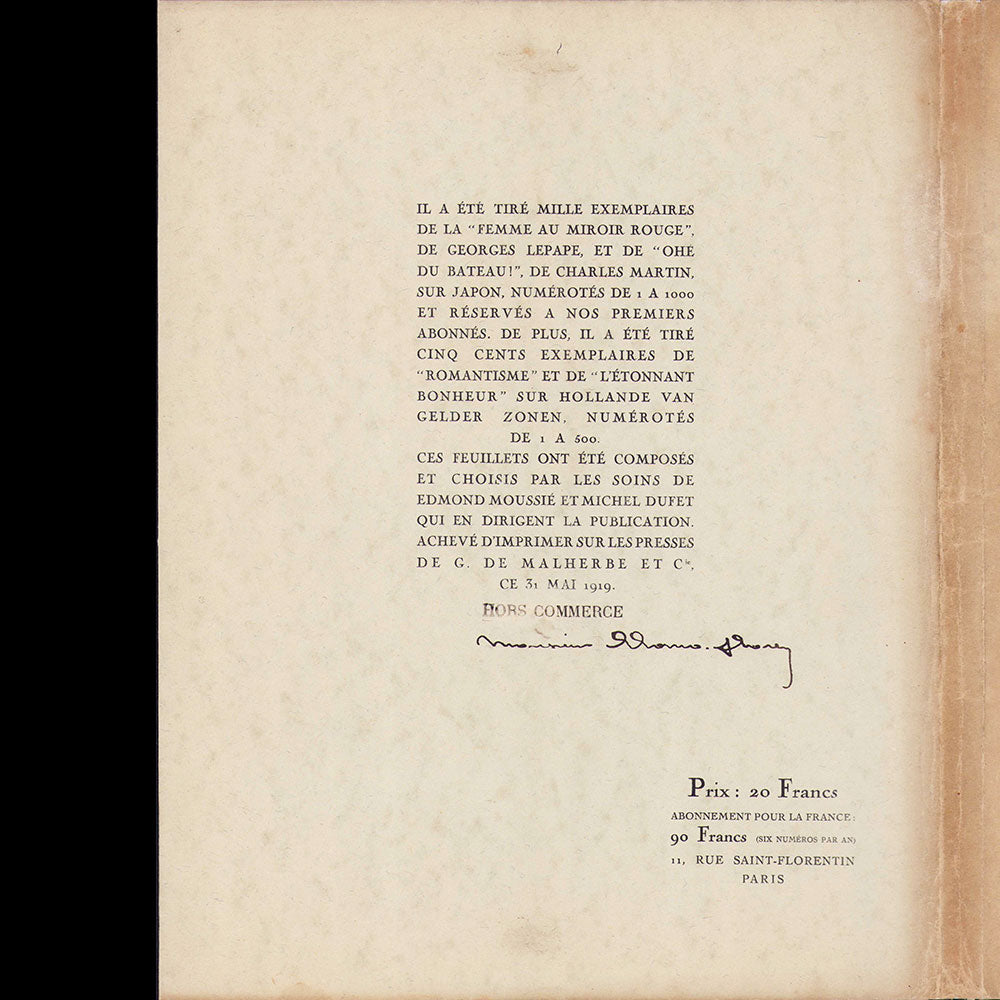 IL A ÉTÉ TIRÉ MILLE EXEMPLAIRES
DE LA "FEMME AU MIROIR ROUGE",
DE GEORGES LEPAPE, ET DE "OHE
DU BATEAU!", DE CHARLES MARTIN,
SUR JAPON, NUMÉROTÉS DE 1 A 1000
ET RÉSERVÉS A NOS PREMIERS
ABONNÉS. DE PLUS, IL A ÉTÉ TIRÉ
CINQ CENTS EXEMPLAIRES DE
"ROMANTISME" ET DE "L'ÉTONNANT
BONHEUR" SUR HOLLANDE VAN
GELDER ZONEN, NUMÉROTÉS
DE 1 A 500.
CES FEUILLETS ONT ÉTÉ COMPOSÉS
ET CHOISIS PAR LES SOINS DE
EDMOND MOUSSIÉ ET MICHEL DUFET
QUI EN DIRIGENT LA PUBLICATION.
ACHEVÉ D'IMPRIMER SUR LES PRESSES
DE G. DE MALHERBE ET Cie,
CE 31 MAI 1919.
HORS COMMERCE
Monsieur
Prix : 20 Francs
ABONNEMENT POUR LA FRANCE:
90 Francs (SIX NUMÉROS PAR AN)
11, RUE SAINT-FLORENTIN
PARIS